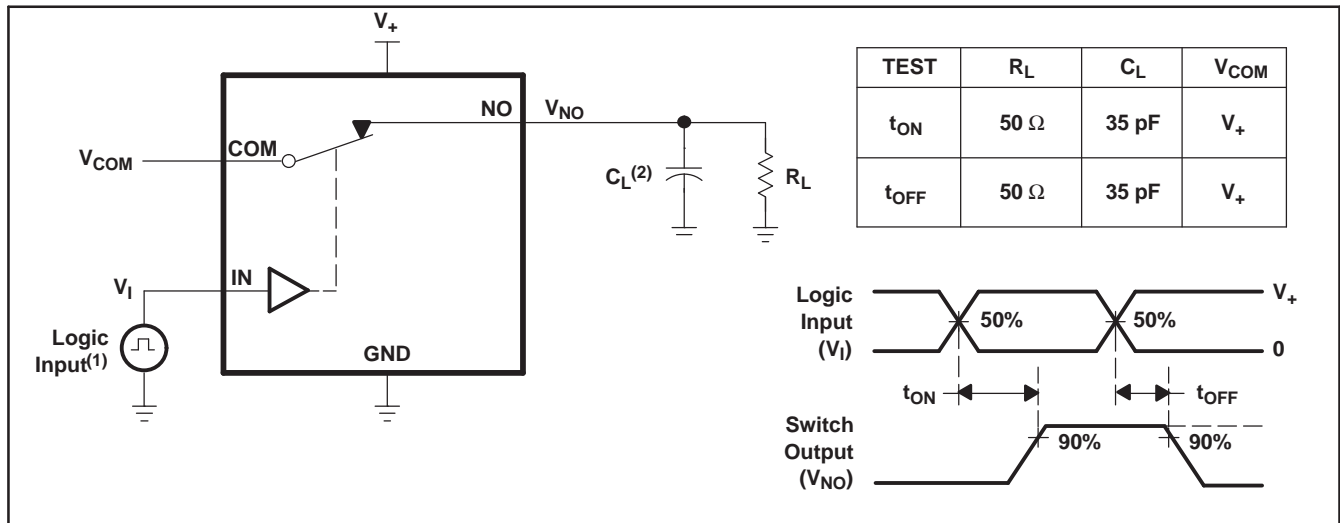 V+
NO
VNO
COM
VCOM
CL(2)
RL
IN
VI
Logic
Input(1)
GND
TEST RL CL VCOM
tON 50 Ω 35 pF V+
tOFF 50 Ω 35 pF V+
Logic
Input
(VI)
50%
50%
V+
0
tON
tOFF
Switch
Output
(VNO)
90%
90%